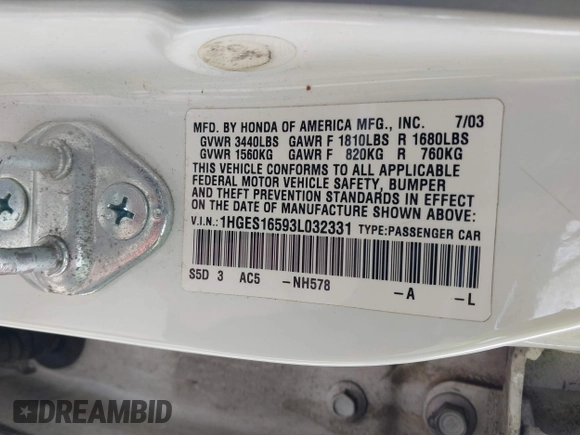 MFD. BY HONDA OF AMERICA MFG., INC. 7/03
GVWR 3440LBS GAWR F 1810LBS R 1680LBS
GVWR 1560KG GAWR F 820KG R 760KG
THIS VEHICLE CONFORMS TO ALL APPLICABLE
FEDERAL MOTOR VEHICLE SAFETY, BUMPER
AND THEFT PREVENTION STANDARDS IN EFFECT
ON THE DATE OF MANUFACTURE SHOWN ABOVE:
V.I.N.: 1HGES16593L032331 TYPE:PASSENGER CAR
S5D 3 AC5 -NH578 -A -L
DREAMBID